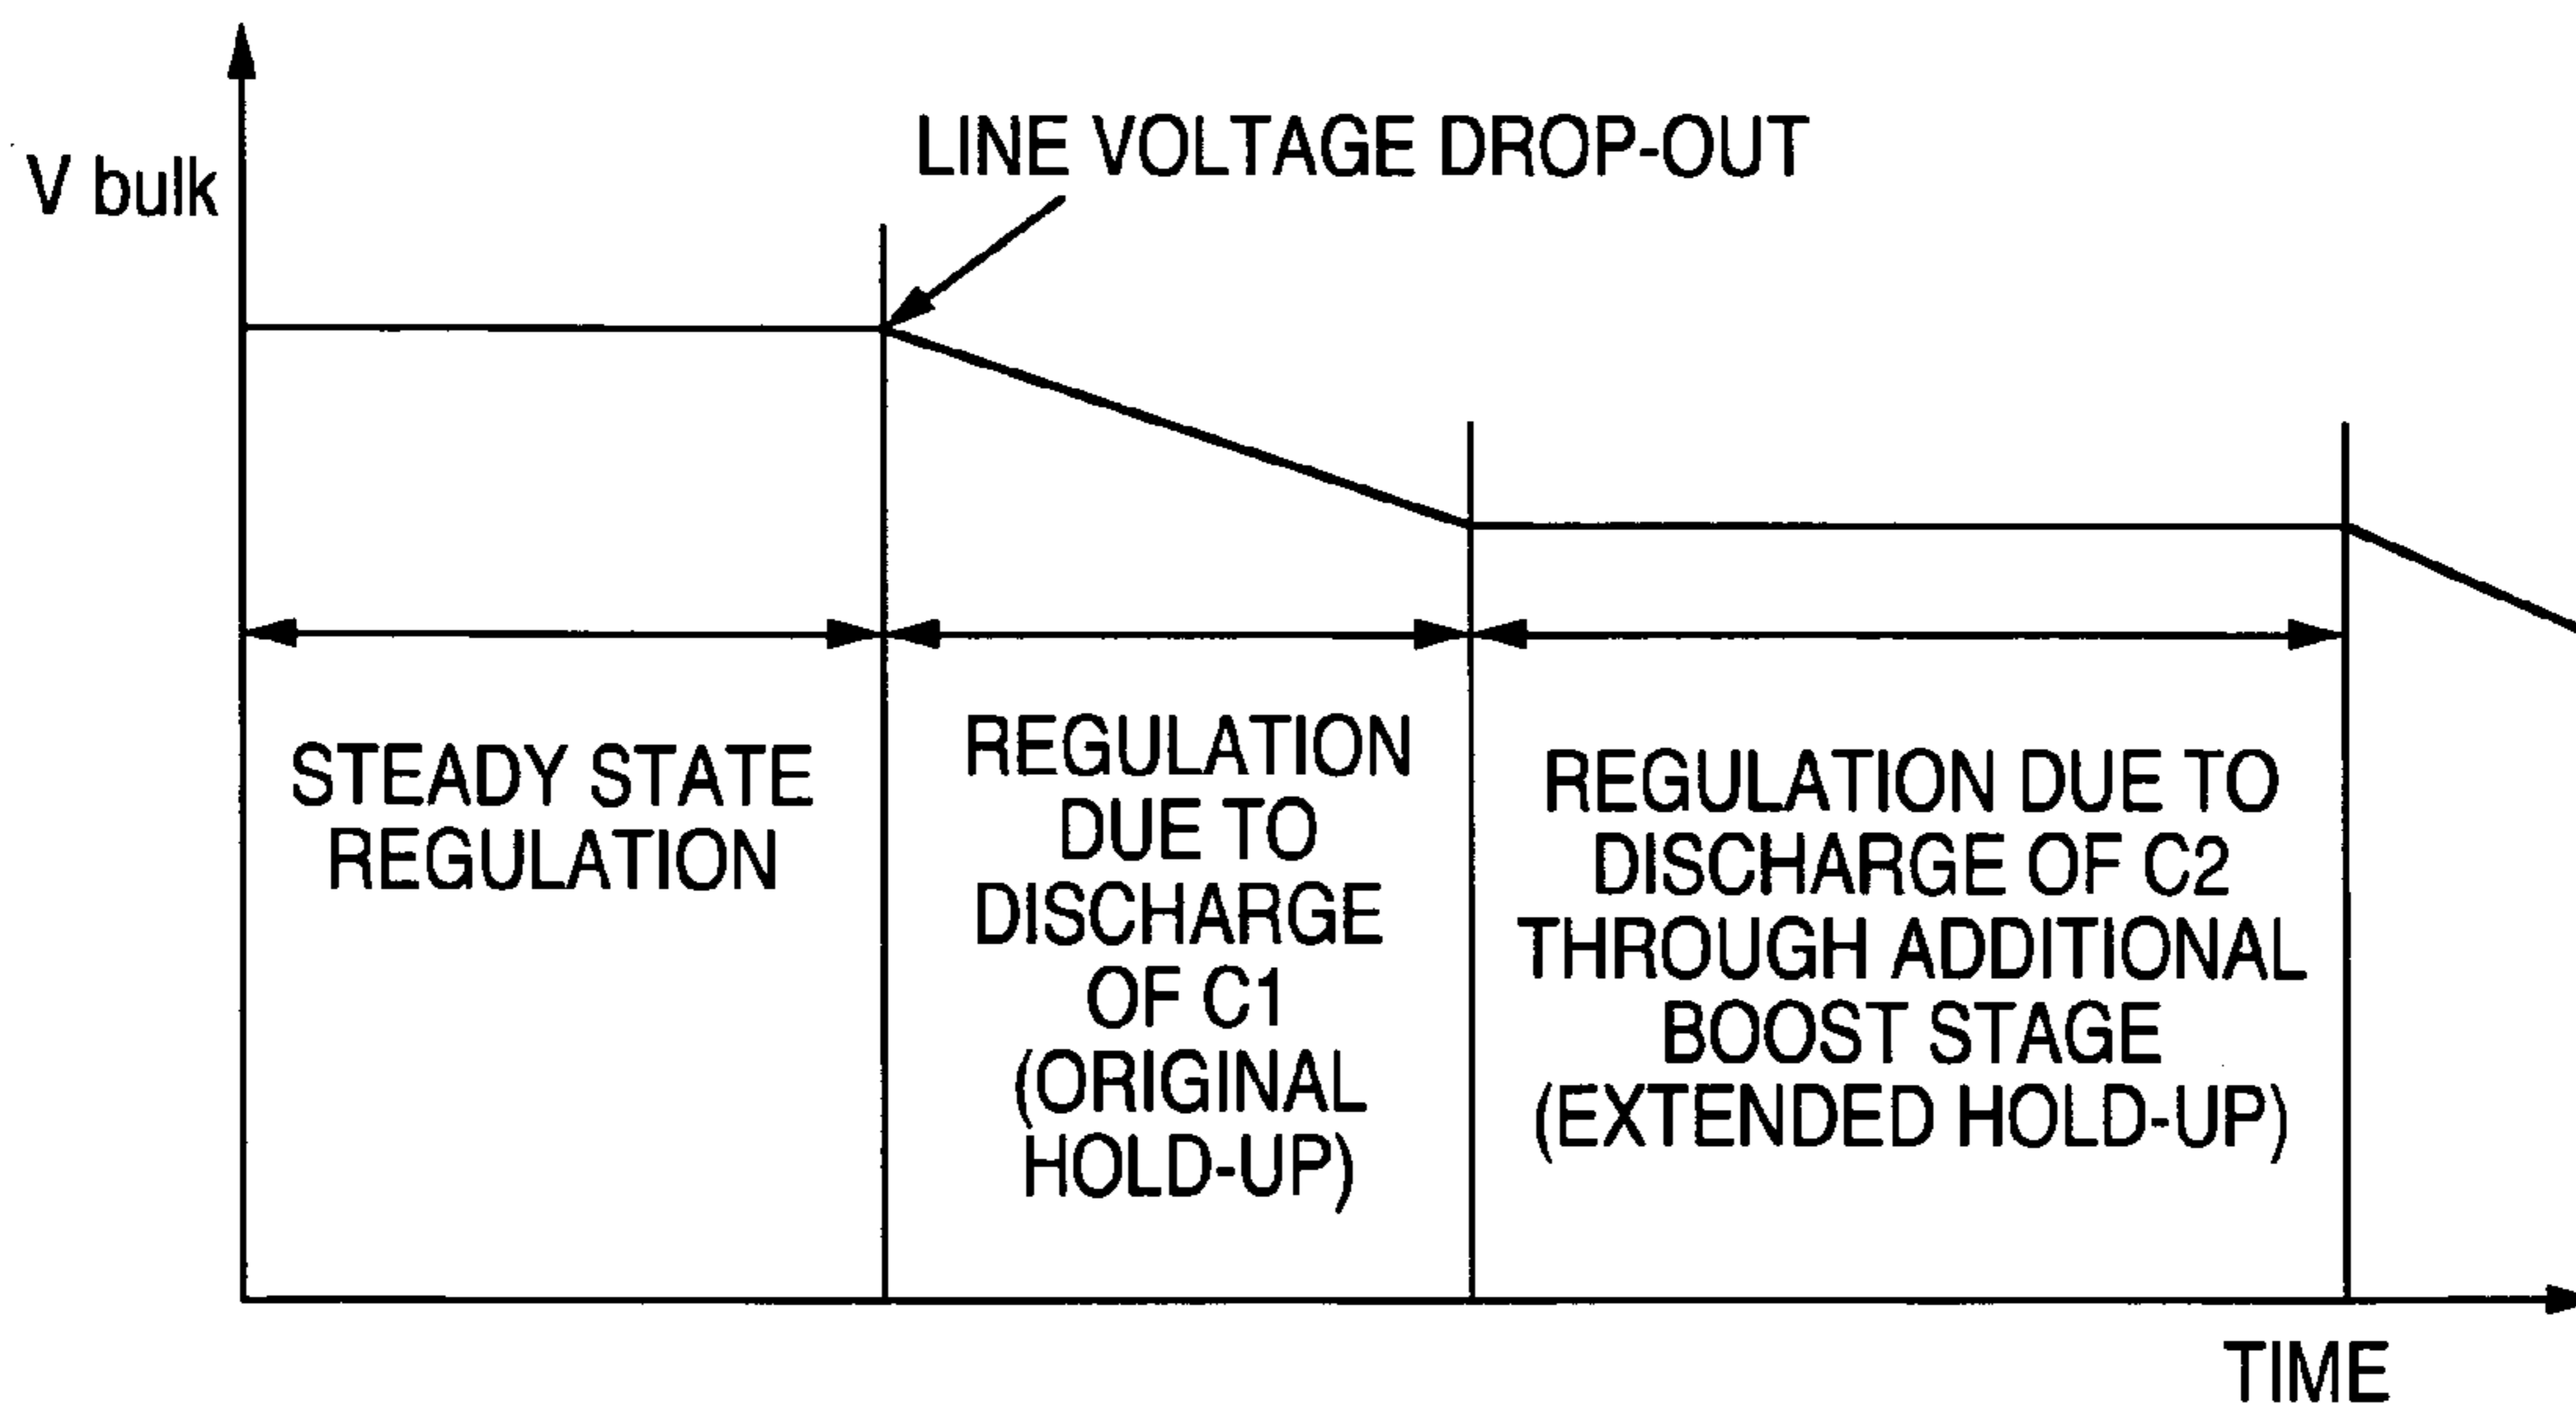 V bulk
LINE VOLTAGE DROP-OUT
STEADY STATE
REGULATION
REGULATION
DUE TO
DISCHARGE
OF C1
(ORIGINAL
HOLD-UP)
REGULATION DUE TO
DISCHARGE OF C2
THROUGH ADDITIONAL
BOOST STAGE
(EXTENDED HOLD-UP)
TIME